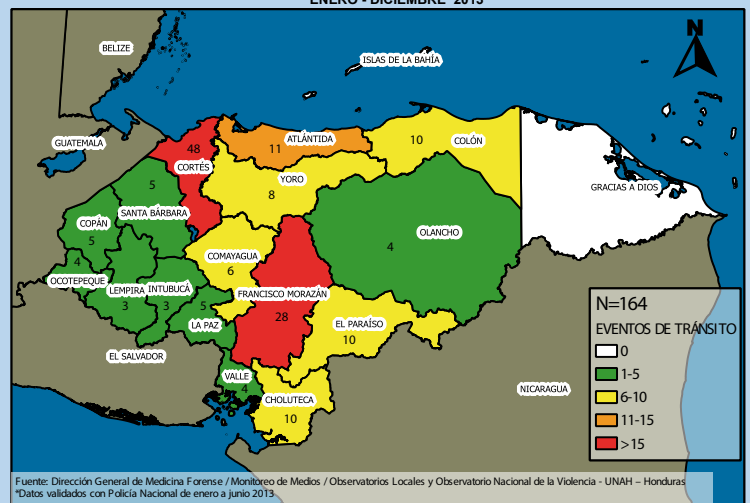 ENERO - DICIEMBRE 2013
N
BELIZE
ISLAS DE LA BAHÍA
GUATEMALA
48
CORTÉS
ATLÁNTIDA
11
10
COLÓN
YORO
8
GRACIAS A DIOS
5
SANTA BÁRBARA
COPÁN
5
OLANCHO
4
COMAYAGUA
6
4
OCOTEPEQUE
LEMPIRA
3
INTIBUCÁ
3
5
LA PAZ
FRANCISCO MORAZÁN
28
EL PARAÍSO
10
EL SALVADOR
VALLE
4
CHOLUTECA
10
NICARAGUA
N=164
EVENTOS DE TRÁNSITO
0
1-5
6-10
11-15
>15
Fuente: Dirección General de Medicina Forense / Monitoreo de Medios / Observatorios Locales y Observatorio Nacional de la Violencia - UNAH – Honduras
*Datos validados con Policía Nacional de enero a junio 2013